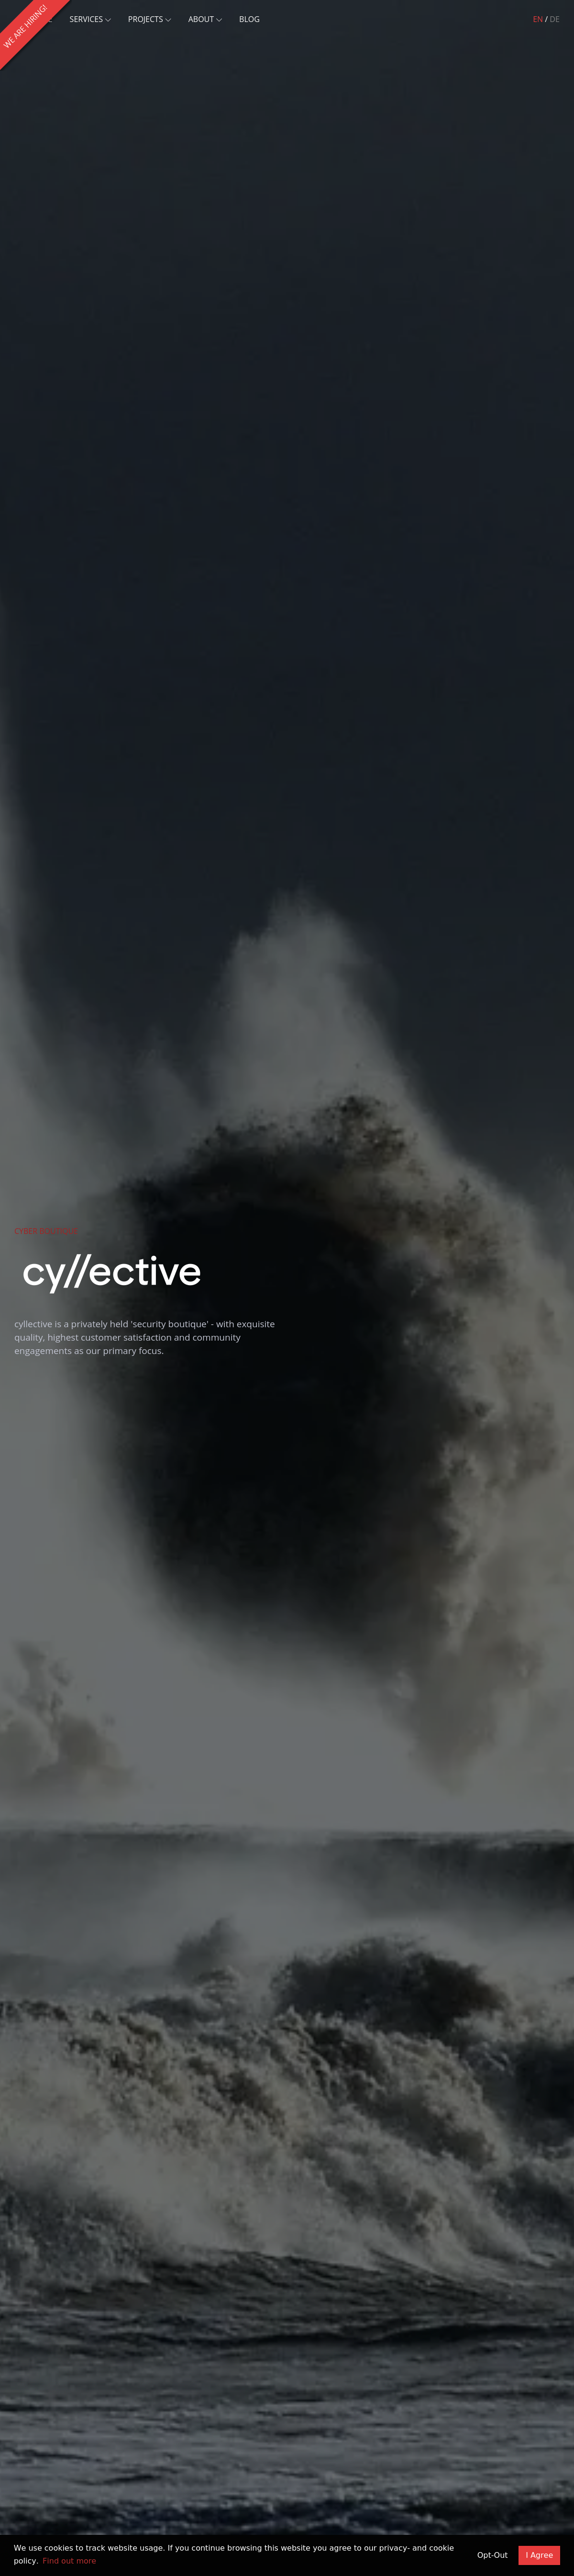 WE ARE HIRING!
SERVICES
PROJECTS
ABOUT
BLOG
EN / DE
cy//ective
cyllective is a privately held 'security boutique' - with exquisite
quality, highest customer satisfaction and community
engagements as our primary focus.
We use cookies to track website usage. If you continue browsing this website you agree to our privacy- and cookie
policy. Find out more
Opt-Out
I Agree